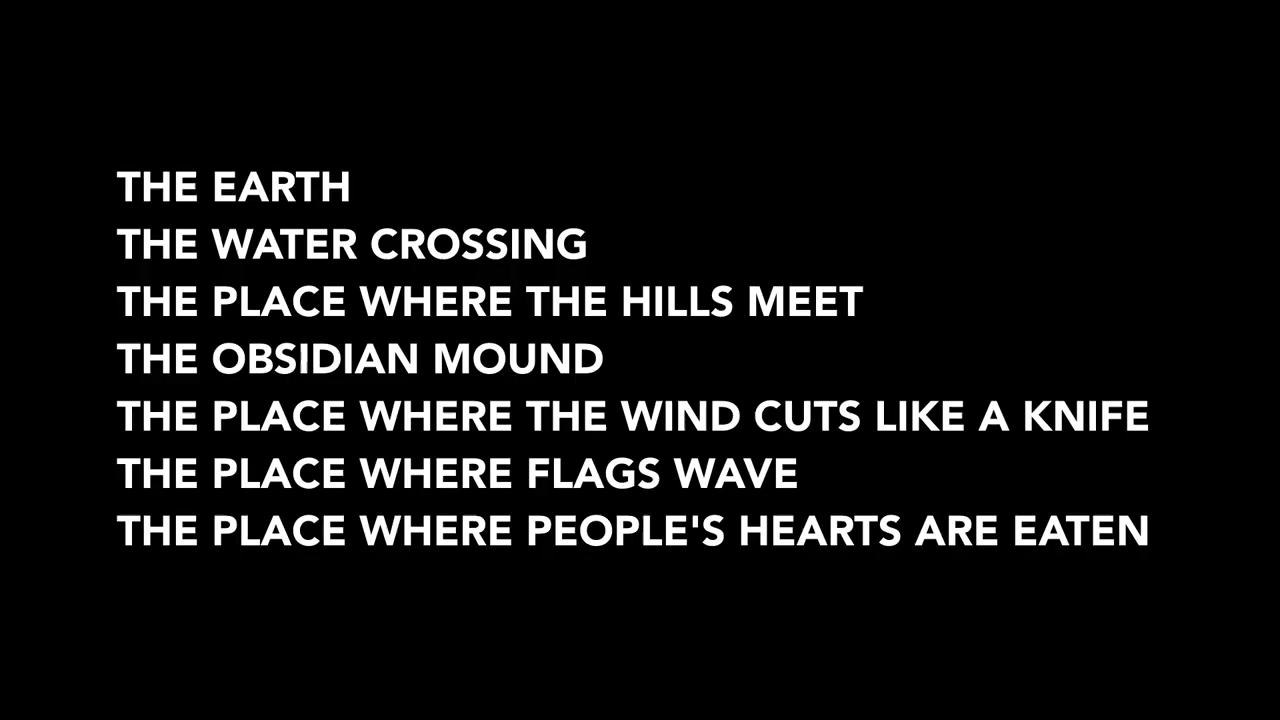 THE EARTH
THE WATER CROSSING
THE PLACE WHERE THE HILLS MEET
THE OBSIDIAN MOUND
THE PLACE WHERE THE WIND CUTS LIKE A KNIFE
THE PLACE WHERE FLAGS WAVE
THE PLACE WHERE PEOPLE'S HEARTS ARE EATEN